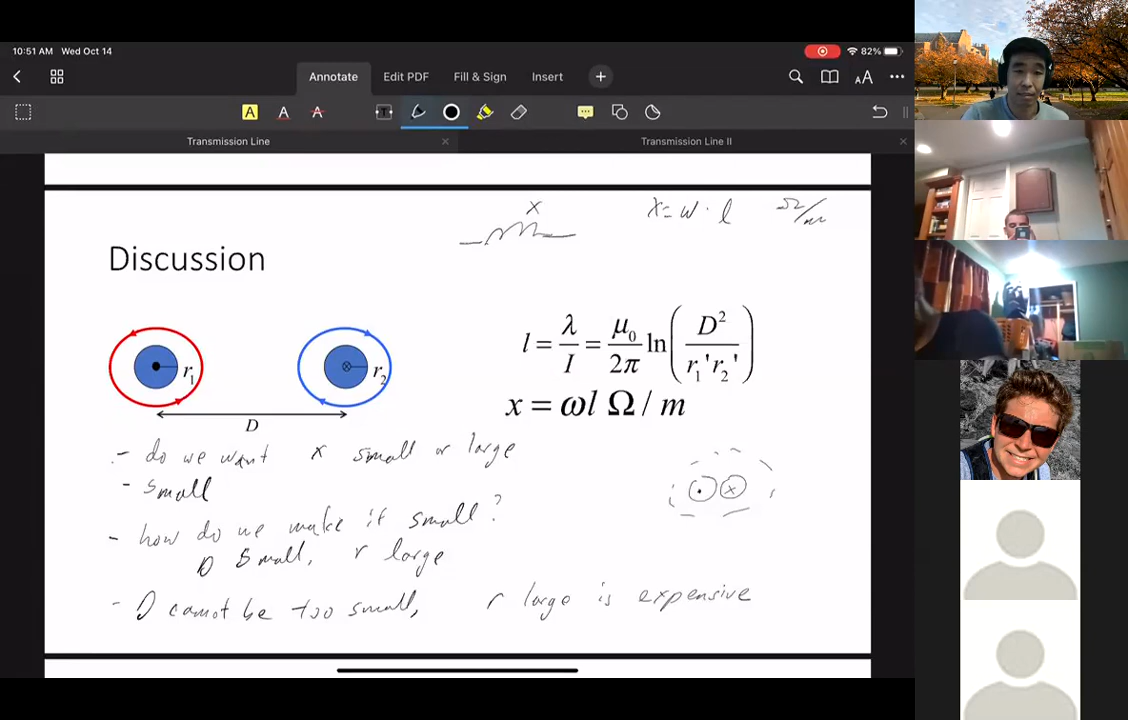 10:51 AM Wed Oct 14
82%
Annotate Edit PDF Fill & Sign Insert
AA
A A A T
Transmission Line
Transmission Line II
x
X = w · l Ω/m
Discussion
l = λ/I = μ₀/2π ln(D²/r₁'r₂')
x = ωl Ω / m
r₁ r₂
D
- do we want x small or large
- small
- how do we make it small?
D small, r large
- D cannot be too small, r large is expensive